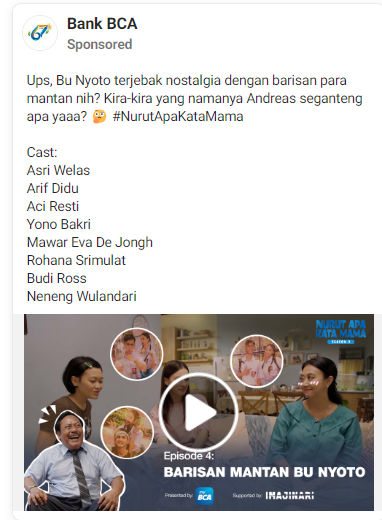 67
Bank BCA
Sponsored
Ups, Bu Nyoto terjebak nostalgia dengan barisan para
mantan nih? Kira-kira yang namanya Andreas seganteng
apa yaaa? 🫣 #NurutApaKataMama
Cast:
Asri Welas
Arif Didu
Aci Resti
Yono Bakri
Mawar Eva De Jongh
Rohana Srimulat
Budi Ross
Neneng Wulandari
NURUT APA
KATA MAMA
Episode 4:
BARISAN MANTAN BU NYOTO
Presented by:
my
BCA
Supported by:
IMAJINARI